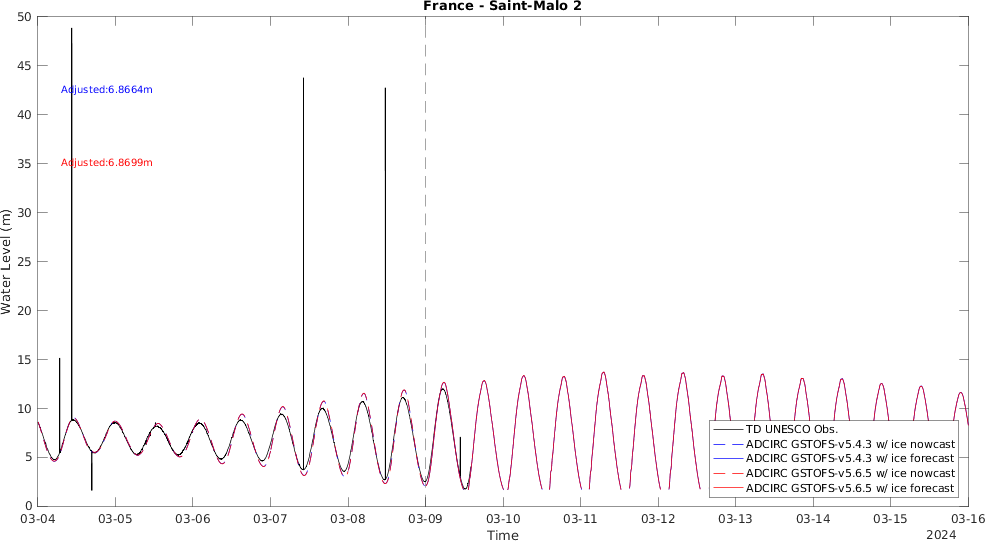 France - Saint-Malo 2
50
45
40
35
30
25
20
15
10
5
0
Water Level (m)
Adjusted:6.8664m
Adjusted:6.8699m
TD UNESCO Obs.
ADCIRC GSTOFS-v5.4.3 w/ ice nowcast
ADCIRC GSTOFS-v5.4.3 w/ ice forecast
ADCIRC GSTOFS-v5.6.5 w/ ice nowcast
ADCIRC GSTOFS-v5.6.5 w/ ice forecast
03-04 03-05 03-06 03-07 03-08 03-09 03-10 03-11 03-12 03-13 03-14 03-15 03-16
Time
2024